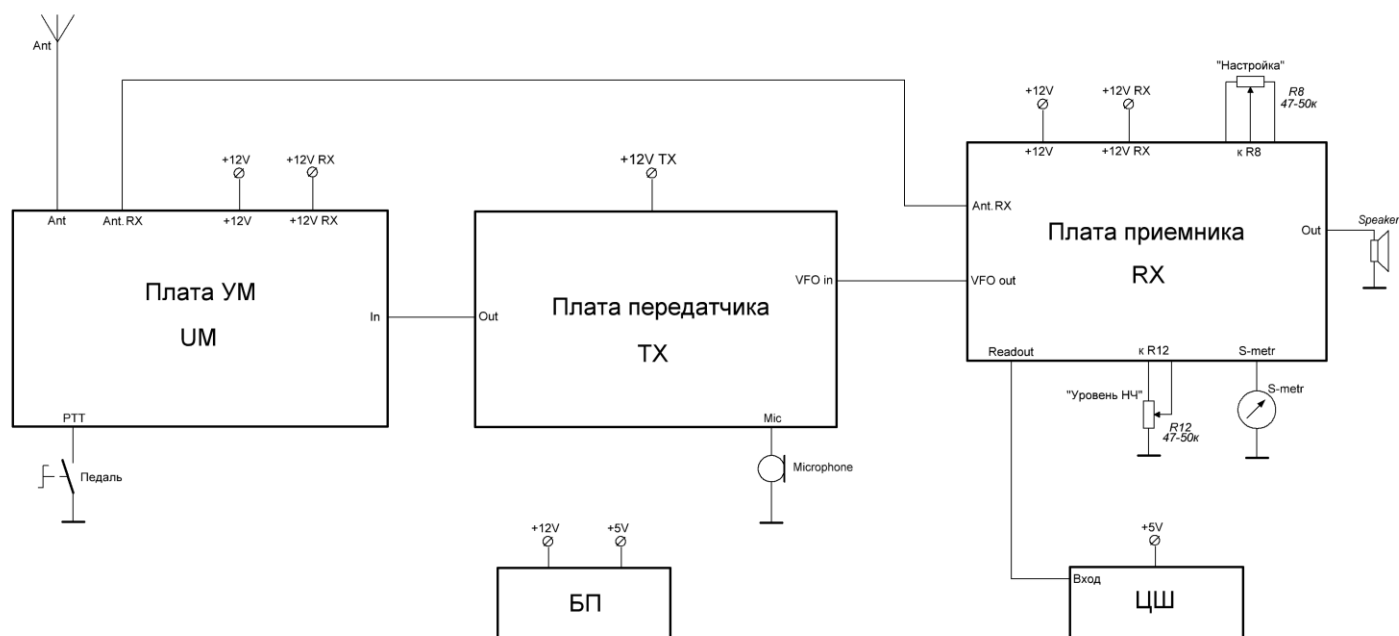 Ant
"Настройка"
R8
47-50к
+12V
+12V RX
+12V
+12V RX
к R8
+12V
+12V RX
+12V TX
Ant
Ant.RX
+12V
+12V RX
Ant.RX
Плата приемника
RX
Out
Speaker
Плата УМ
UM
In
Out
Плата передатчика
TX
VFO in
VFO out
Readout
к R12
S-metr
"Уровень НЧ"
R12
47-50к
S-metr
PTT
Педаль
Mic
Microphone
+12V
+5V
БП
+5V
Вход
ЦШ